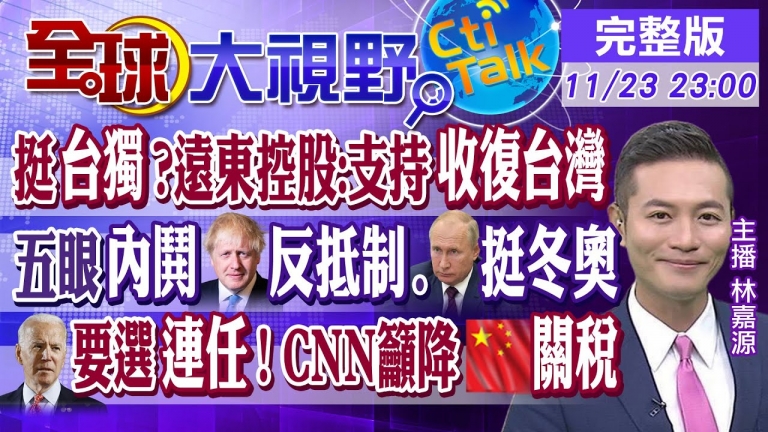 全球大視野
Cti Talk
完整版
11/23 23:00
挺台獨?遠東控股:支持收復台灣
五眼內鬨 反抵制。挺冬奧
要選連任!CNN籲降 關稅
主播 林嘉源